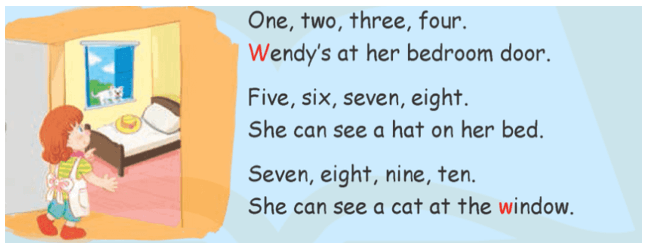 One, two, three, four.
Wendy's at her bedroom door.
Five, six, seven, eight.
She can see a hat on her bed.
Seven, eight, nine, ten.
She can see a cat at the window.